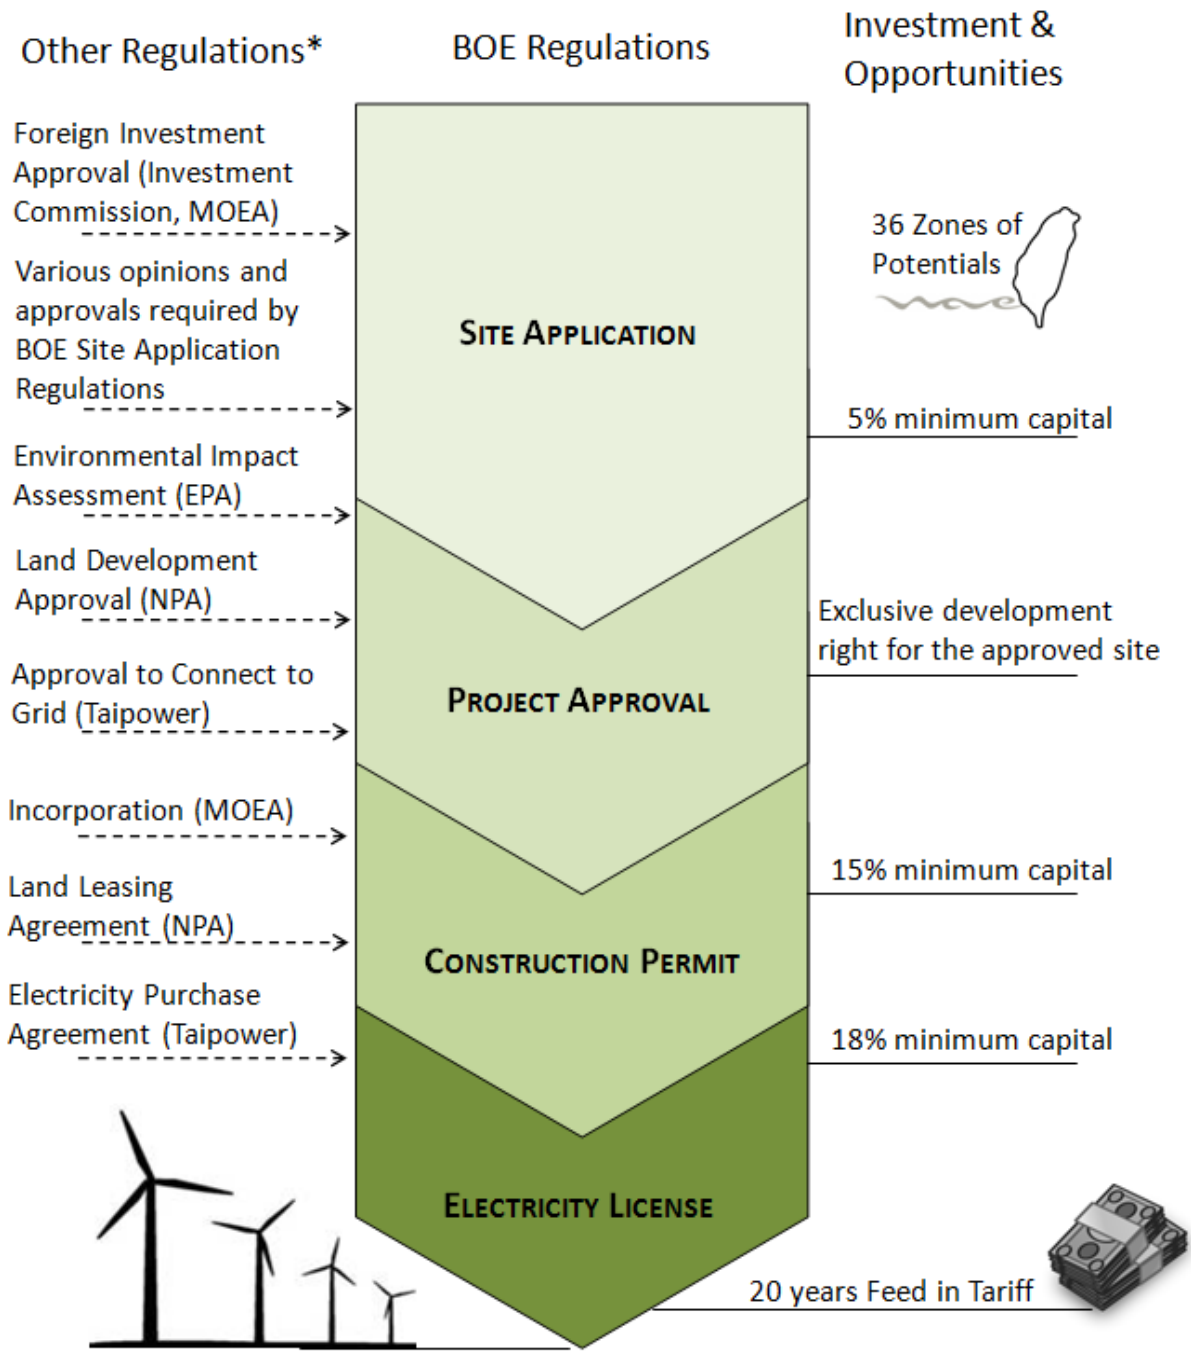 Other Regulations*
Foreign Investment
Approval (Investment
Commission, MOEA)
Various opinions and
approvals required by
BOE Site Application
Regulations
Environmental Impact
Assessment (EPA)
Land Development
Approval (NPA)
Approval to Connect to
Grid (Taipower)
Incorporation (MOEA)
Land Leasing
Agreement (NPA)
Electricity Purchase
Agreement (Taipower)
BOE Regulations
SITE APPLICATION
PROJECT APPROVAL
CONSTRUCTION PERMIT
ELECTRICITY LICENSE
Investment &
Opportunities
36 Zones of
Potentials
wave
5% minimum capital
Exclusive development
right for the approved site
15% minimum capital
18% minimum capital
20 years Feed in Tariff